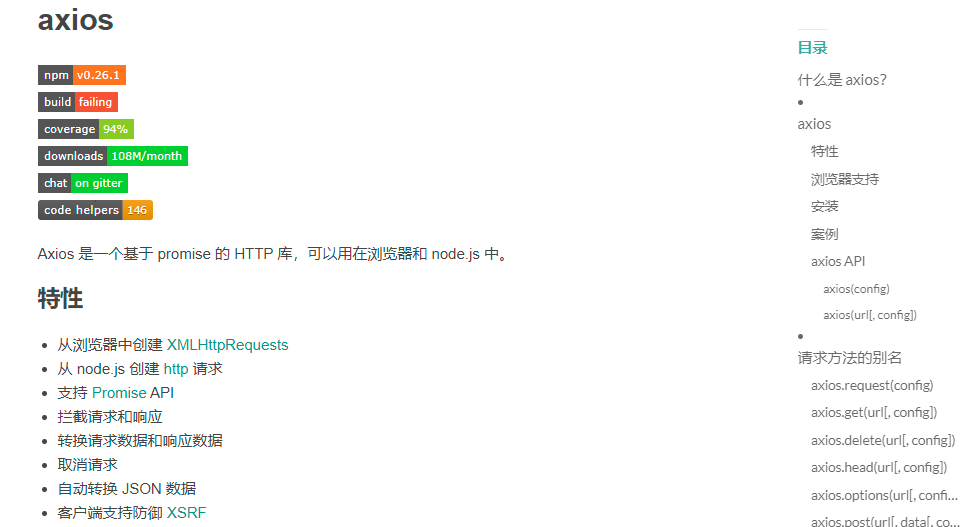 axios
npm v0.26.1
build failing
coverage 94%
downloads 108M/month
chat on gitter
code helpers 146
Axios 是一个基于 promise 的 HTTP 库，可以用在浏览器和 node.js 中。
特性
从浏览器中创建 XMLHttpRequests
从 node.js 创建 http 请求
支持 Promise API
拦截请求和响应
转换请求数据和响应数据
取消请求
自动转换 JSON 数据
客户端支持防御 XSRF
目录
什么是 axios？
axios
特性
浏览器支持
安装
案例
axios API
axios(config)
axios(url[, config])
请求方法的别名
axios.request(config)
axios.get(url[, config])
axios.delete(url[, config])
axios.head(url[, config])
axios.options(url[, confi...
axios.post(url[, data[, co...